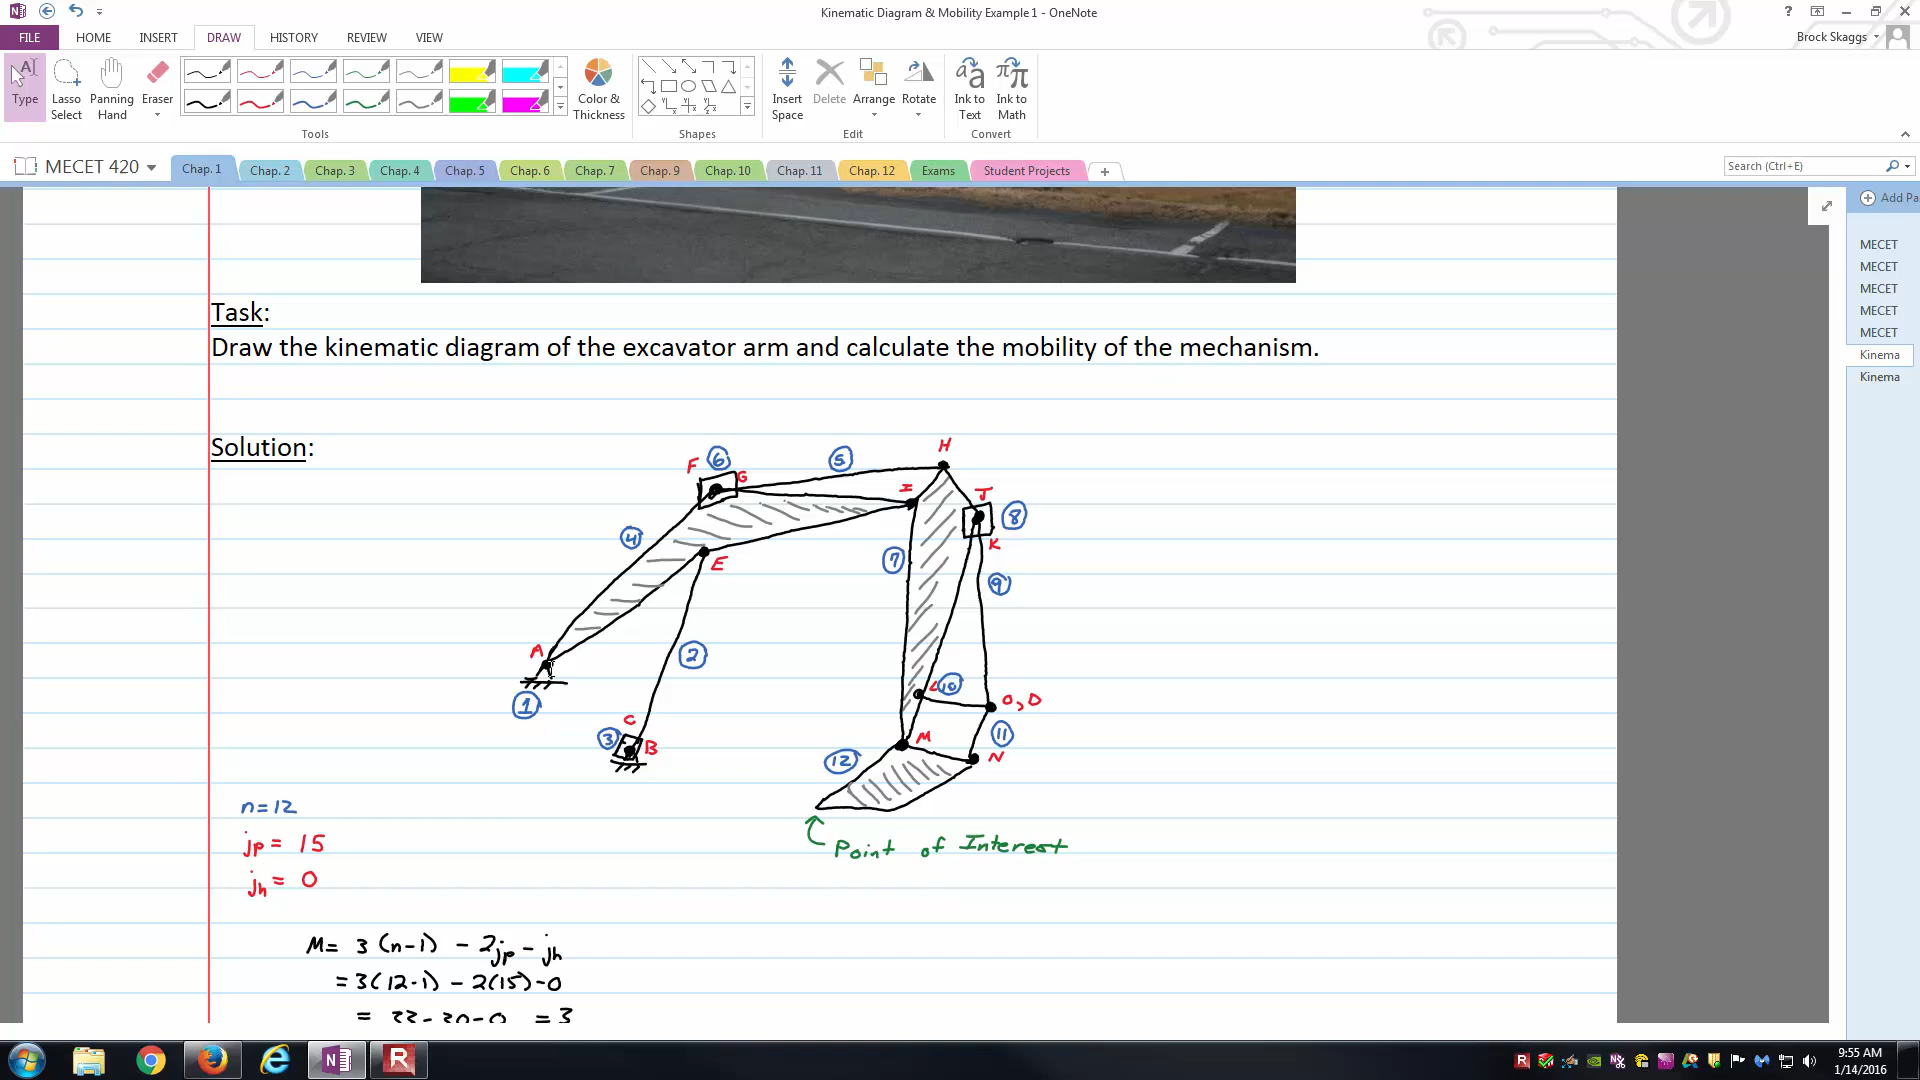 Kinematic Diagram & Mobility Example 1 - OneNote
FILE HOME INSERT DRAW HISTORY REVIEW VIEW
Brock Skaggs
Type
Lasso Select
Panning Hand
Eraser
Color & Thickness
Insert Space
Delete
Arrange
Rotate
Ink to Text
Ink to Math
Tools
Shapes
Edit
Convert
MECET 420
Chap. 1 Chap. 2 Chap. 3 Chap. 4 Chap. 5 Chap. 6 Chap. 7 Chap. 9 Chap. 10 Chap. 11 Chap. 12 Exams Student Projects
Search (Ctrl+E)
Add Pa
MECET
MECET
MECET
MECET
MECET
Kinema
Kinema
Task:
Draw the kinematic diagram of the excavator arm and calculate the mobility of the mechanism.
Solution:
H
F 6 G 5
I J 8
4 K
E 7 9
A 2
L 10 O, D
1
C
3 B M 11
12 N
n=12
jp = 15
jh = 0
Point of Interest
M= 3(n-1) - 2jp - jh
= 3(12-1) - 2(15)-0
= 33-30-0 = 3
9:55 AM
1/14/2016